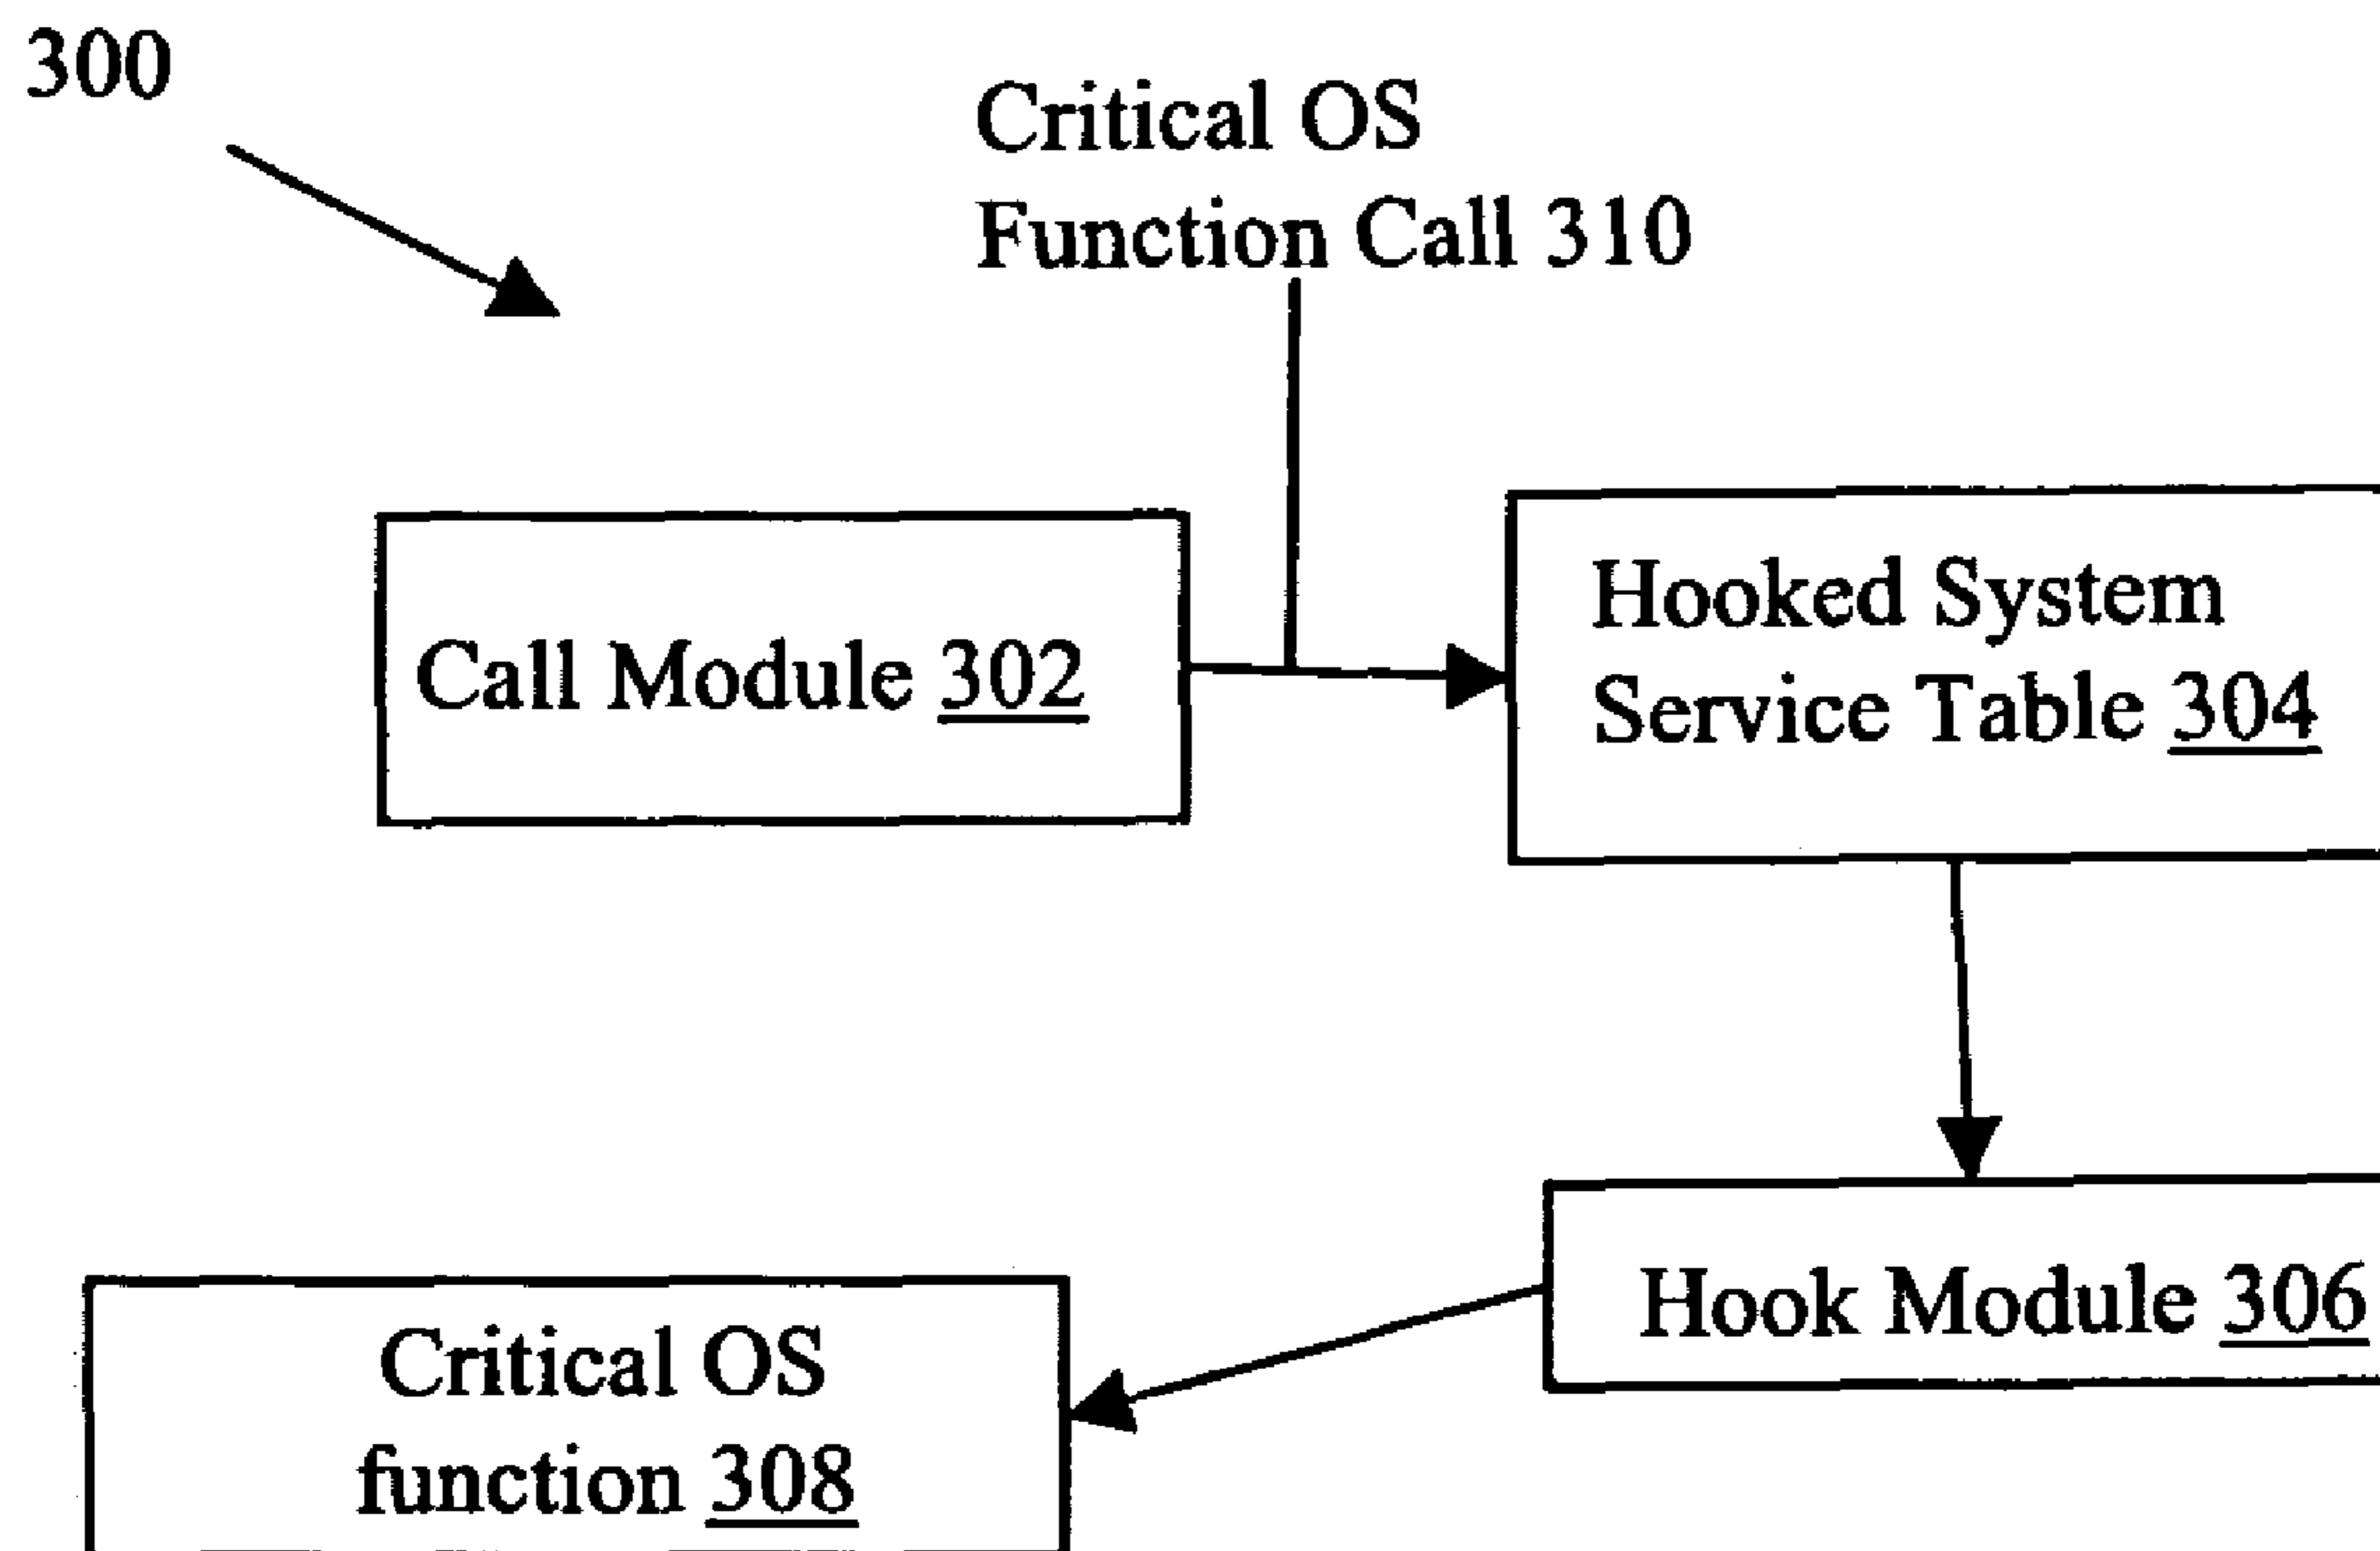 300
Critical OS
Function Call 310
Call Module 302
Hooked System
Service Table 304
Hook Module 306
Critical OS
function 308